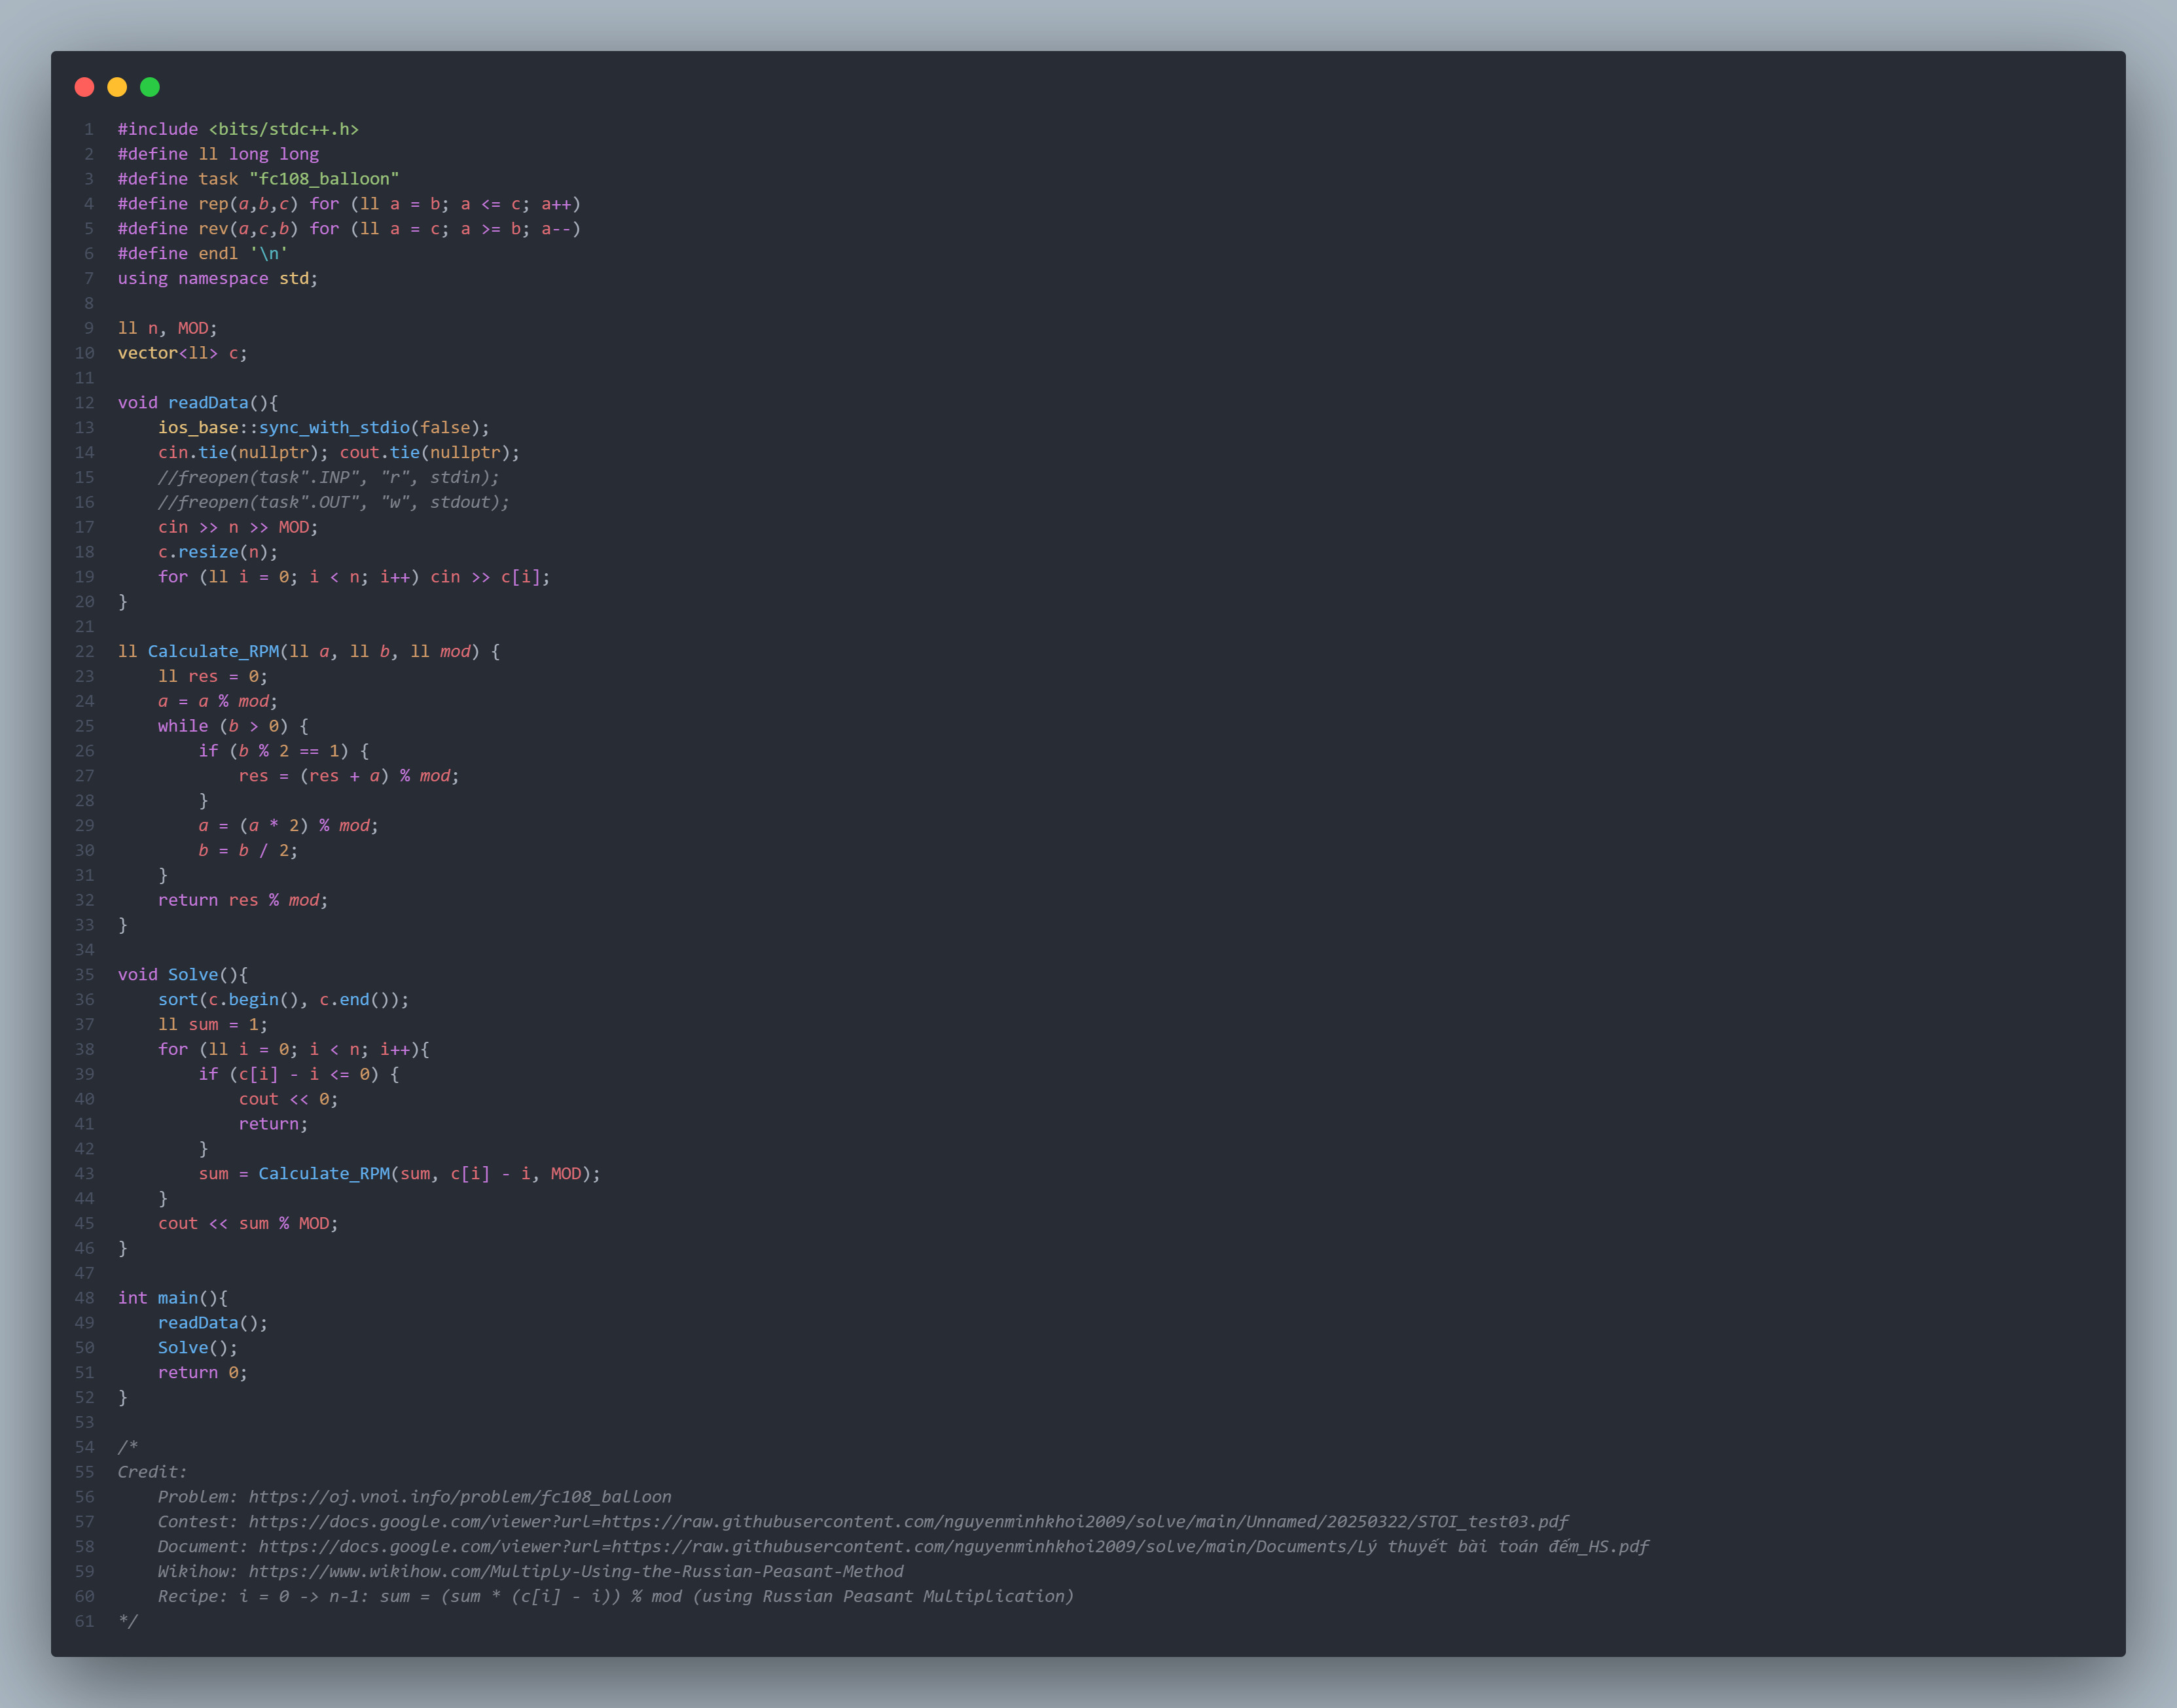 1 #include <bits/stdc++.h>
2 #define ll long long
3 #define task "fc108_balloon"
4 #define rep(a,b,c) for (ll a = b; a <= c; a++)
5 #define rev(a,c,b) for (ll a = c; a >= b; a--)
6 #define endl '\n'
7 using namespace std;
8
9 ll n, MOD;
10 vector<ll> c;
11
12 void readData(){
13     ios_base::sync_with_stdio(false);
14     cin.tie(nullptr); cout.tie(nullptr);
15     //freopen(task".INP", "r", stdin);
16     //freopen(task".OUT", "w", stdout);
17     cin >> n >> MOD;
18     c.resize(n);
19     for (ll i = 0; i < n; i++) cin >> c[i];
20 }
21
22 ll Calculate_RPM(ll a, ll b, ll mod) {
23     ll res = 0;
24     a = a % mod;
25     while (b > 0) {
26         if (b % 2 == 1) {
27             res = (res + a) % mod;
28         }
29         a = (a * 2) % mod;
30         b = b / 2;
31     }
32     return res % mod;
33 }
34
35 void Solve(){
36     sort(c.begin(), c.end());
37     ll sum = 1;
38     for (ll i = 0; i < n; i++){
39         if (c[i] - i <= 0) {
40             cout << 0;
41             return;
42         }
43         sum = Calculate_RPM(sum, c[i] - i, MOD);
44     }
45     cout << sum % MOD;
46 }
47
48 int main(){
49     readData();
50     Solve();
51     return 0;
52 }
53
54 /*
55 Credit:
56     Problem: https://oj.vnoi.info/problem/fc108_balloon
57     Contest: https://docs.google.com/viewer?url=https://raw.githubusercontent.com/nguyenminhkhoi2009/solve/main/Unnamed/20250322/STOI_test03.pdf
58     Document: https://docs.google.com/viewer?url=https://raw.githubusercontent.com/nguyenminhkhoi2009/solve/main/Documents/Lý thuyết bài toán đếm_HS.pdf
59     Wikihow: https://www.wikihow.com/Multiply-Using-the-Russian-Peasant-Method
60     Recipe: i = 0 -> n-1: sum = (sum * (c[i] - i)) % mod (using Russian Peasant Multiplication)
61 */